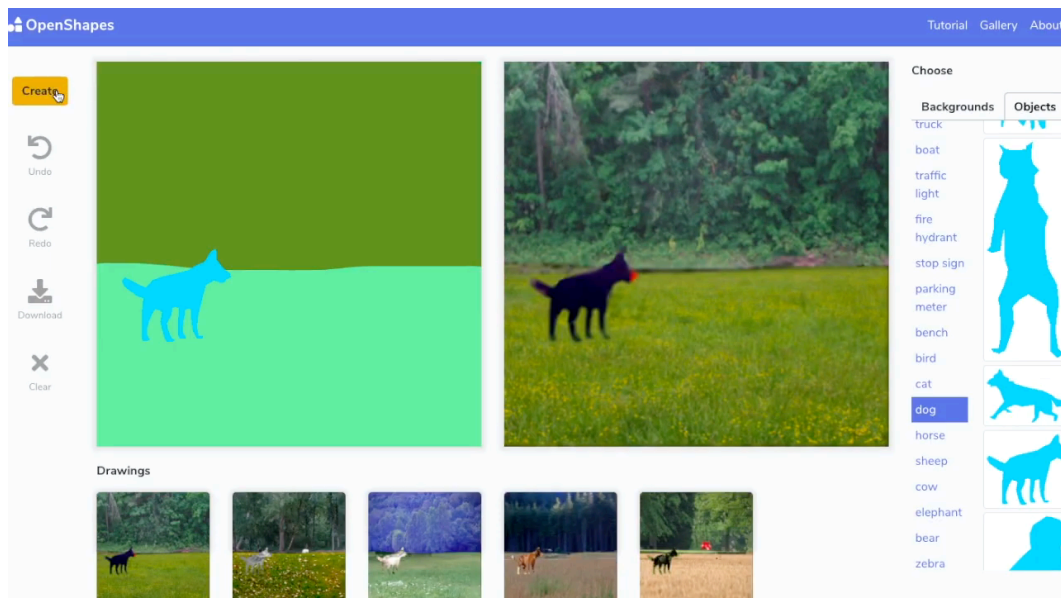 OpenShapes
Tutorial Gallery About
Create
Undo
Redo
Download
Clear
Choose
Backgrounds Objects
truck
boat
traffic
light
fire
hydrant
stop sign
parking
meter
bench
bird
cat
dog
horse
sheep
cow
elephant
bear
zebra
Drawings